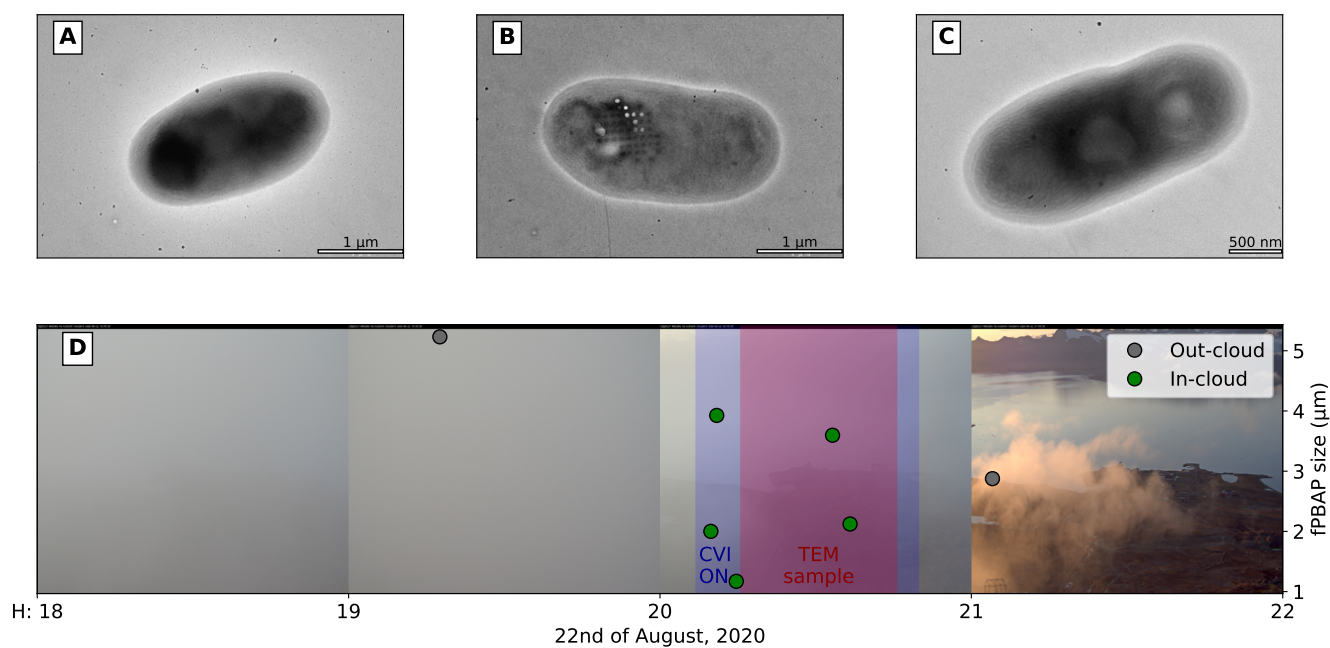 A
B
C
1 µm
1 µm
500 nm
D
Out-cloud
In-cloud
5
4
3
2
1
fPBAP size (µm)
CVI
ON
TEM
sample
H: 18
19
20
21
22
22nd of August, 2020